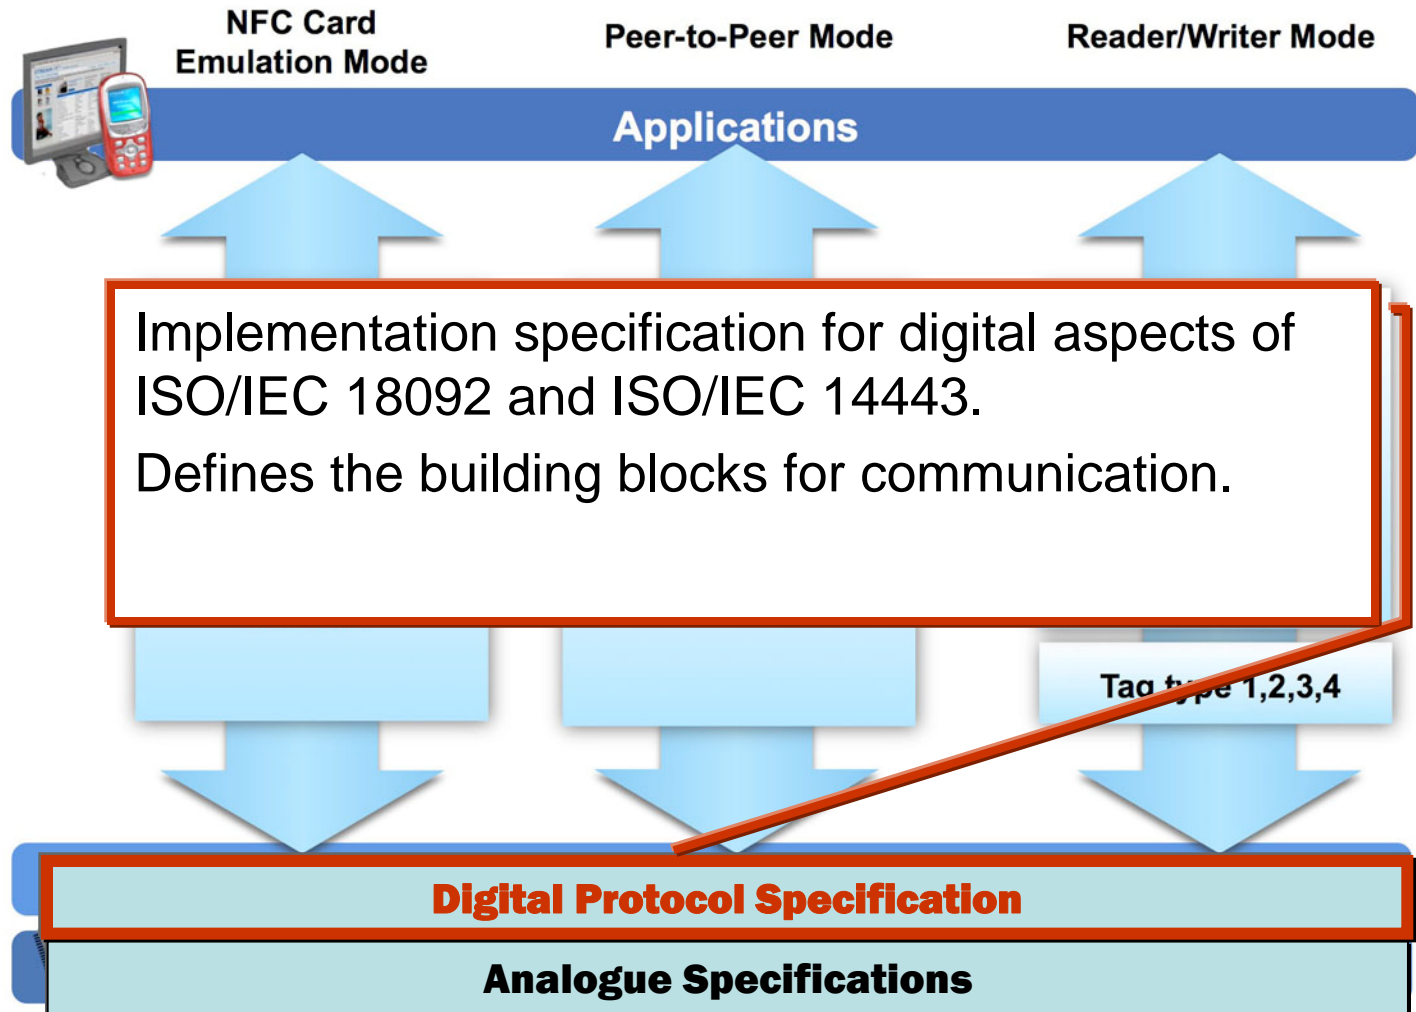 NFC Card
Emulation Mode
Peer-to-Peer Mode
Reader/Writer Mode
Applications
Implementation specification for digital aspects of
ISO/IEC 18092 and ISO/IEC 14443.
Defines the building blocks for communication.
Tag type 1,2,3,4
Digital Protocol Specification
Analogue Specifications